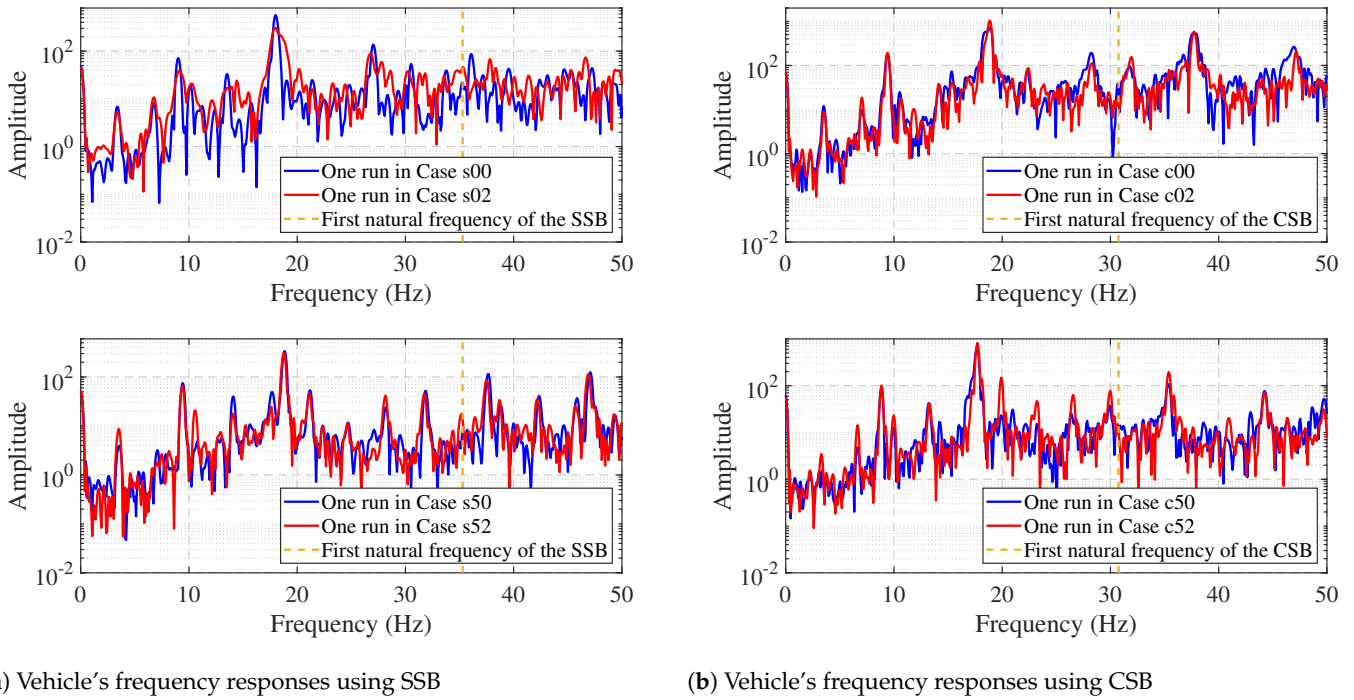 10^2
10^0
10^-2
Amplitude
One run in Case s00
One run in Case s02
First natural frequency of the SSB
0 10 20 30 40 50
Frequency (Hz)
10^2
10^0
10^-2
Amplitude
One run in Case c00
One run in Case c02
First natural frequency of the CSB
0 10 20 30 40 50
Frequency (Hz)
10^2
10^0
10^-2
Amplitude
One run in Case s50
One run in Case s52
First natural frequency of the SSB
0 10 20 30 40 50
Frequency (Hz)
10^2
10^0
10^-2
Amplitude
One run in Case c50
One run in Case c52
First natural frequency of the CSB
0 10 20 30 40 50
Frequency (Hz)
) Vehicle’s frequency responses using SSB
(b) Vehicle’s frequency responses using CSB